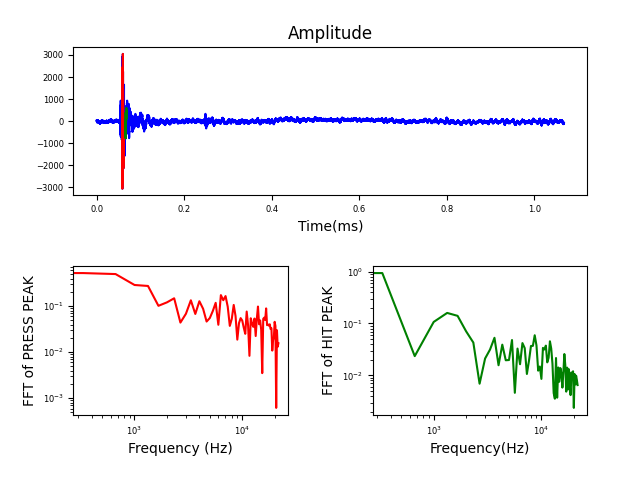 Amplitude
3000
2000
1000
0
−1000
−2000
−3000
0.0 0.2 0.4 0.6 0.8 1.0
Time(ms)
FFT of PRESS PEAK
10⁻¹
10⁻²
10⁻³
10³ 10⁴
Frequency (Hz)
FFT of HIT PEAK
10⁰
10⁻¹
10⁻²
10³ 10⁴
Frequency(Hz)